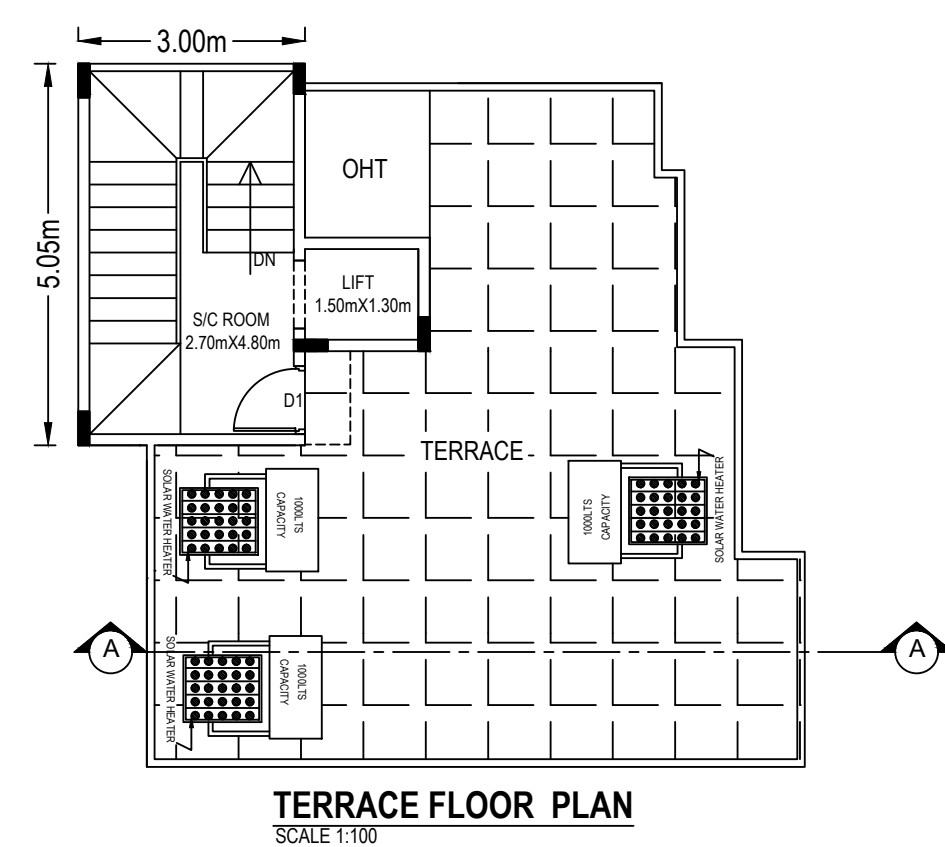 3.00m
5.05m
OHT
DN
LIFT
1.50mX1.30m
S/C ROOM
2.70mX4.80m
D1
TERRACE
SOLAR WATER HEATER
1000LTS
CAPACITY
1000LTS
CAPACITY
SOLAR WATER HEATER
A
A
SOLAR WATER HEATER
1000LTS
CAPACITY
TERRACE FLOOR PLAN
SCALE 1:100